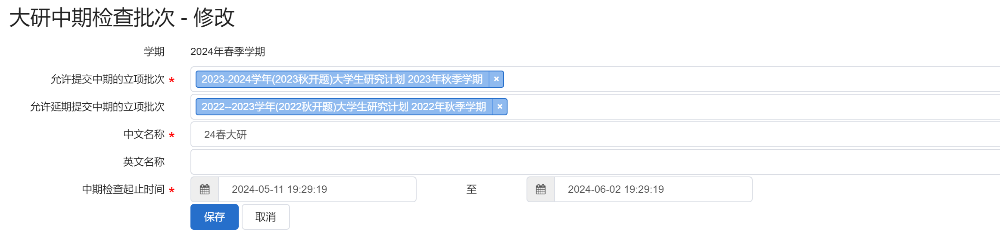 大研中期检查批次 - 修改
学期 2024年春季学期
允许提交中期的立项批次 * 2023-2024学年(2023秋开题)大学生研究计划 2023年秋季学期 ×
允许延期提交中期的立项批次 2022--2023学年(2022秋开题)大学生研究计划 2022年秋季学期 ×
中文名称 * 24春大研
英文名称
中期检查起止时间 * 2024-05-11 19:29:19 至 2024-06-02 19:29:19
保存 取消